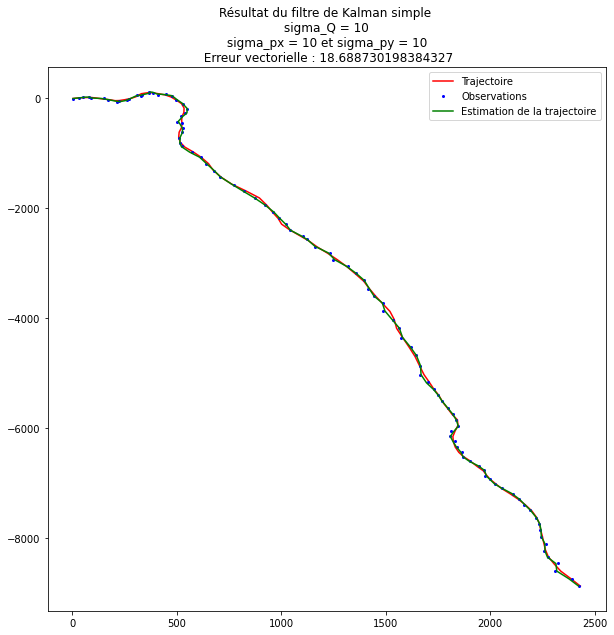 Résultat du filtre de Kalman simple
sigma_Q = 10
sigma_px = 10 et sigma_py = 10
Erreur vectorielle : 18.688730198384327
Trajectoire
Observations
Estimation de la trajectoire
0
−2000
−4000
−6000
−8000
0
500
1000
1500
2000
2500